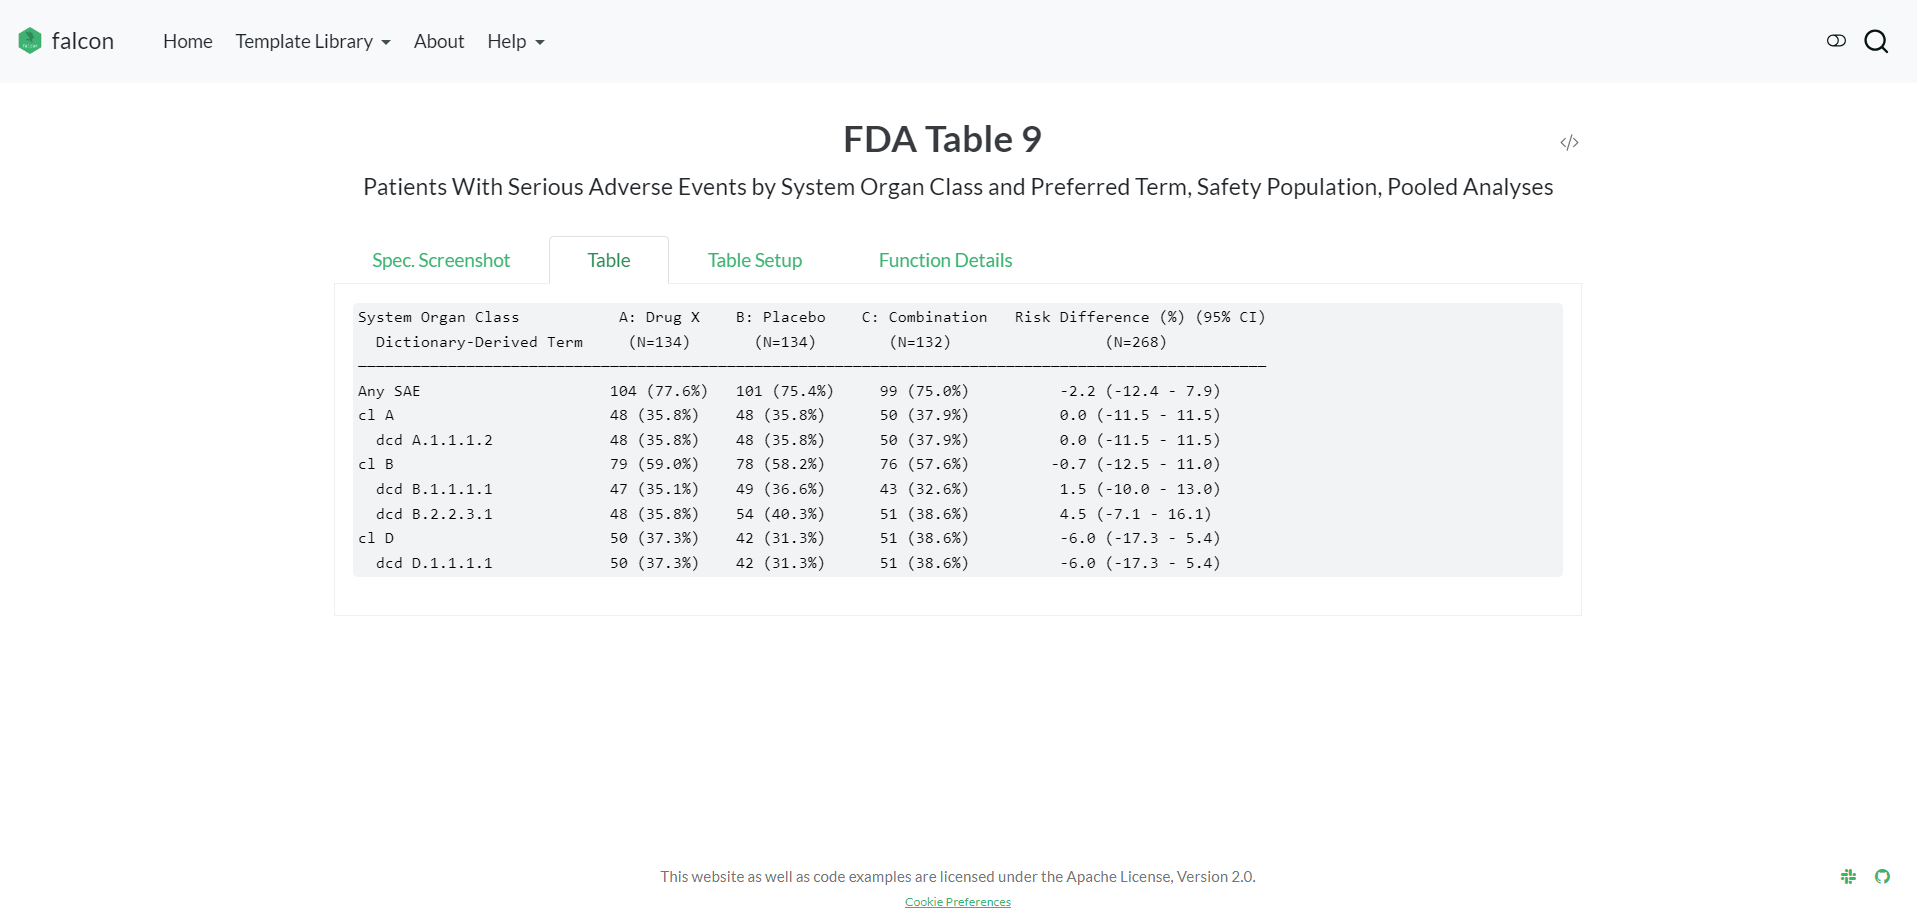 falcon Home Template Library About Help
FDA Table 9
</>
Patients With Serious Adverse Events by System Organ Class and Preferred Term, Safety Population, Pooled Analyses
Spec. Screenshot Table Table Setup Function Details
System Organ Class A: Drug X B: Placebo C: Combination Risk Difference (%) (95% CI)
Dictionary-Derived Term (N=134) (N=134) (N=132) (N=268)
Any SAE 104 (77.6%) 101 (75.4%) 99 (75.0%) -2.2 (-12.4 - 7.9)
cl A 48 (35.8%) 48 (35.8%) 50 (37.9%) 0.0 (-11.5 - 11.5)
dcd A.1.1.1.2 48 (35.8%) 48 (35.8%) 50 (37.9%) 0.0 (-11.5 - 11.5)
cl B 79 (59.0%) 78 (58.2%) 76 (57.6%) -0.7 (-12.5 - 11.0)
dcd B.1.1.1.1 47 (35.1%) 49 (36.6%) 43 (32.6%) 1.5 (-10.0 - 13.0)
dcd B.2.2.3.1 48 (35.8%) 54 (40.3%) 51 (38.6%) 4.5 (-7.1 - 16.1)
cl D 50 (37.3%) 42 (31.3%) 51 (38.6%) -6.0 (-17.3 - 5.4)
dcd D.1.1.1.1 50 (37.3%) 42 (31.3%) 51 (38.6%) -6.0 (-17.3 - 5.4)
This website as well as code examples are licensed under the Apache License, Version 2.0.
Cookie Preferences